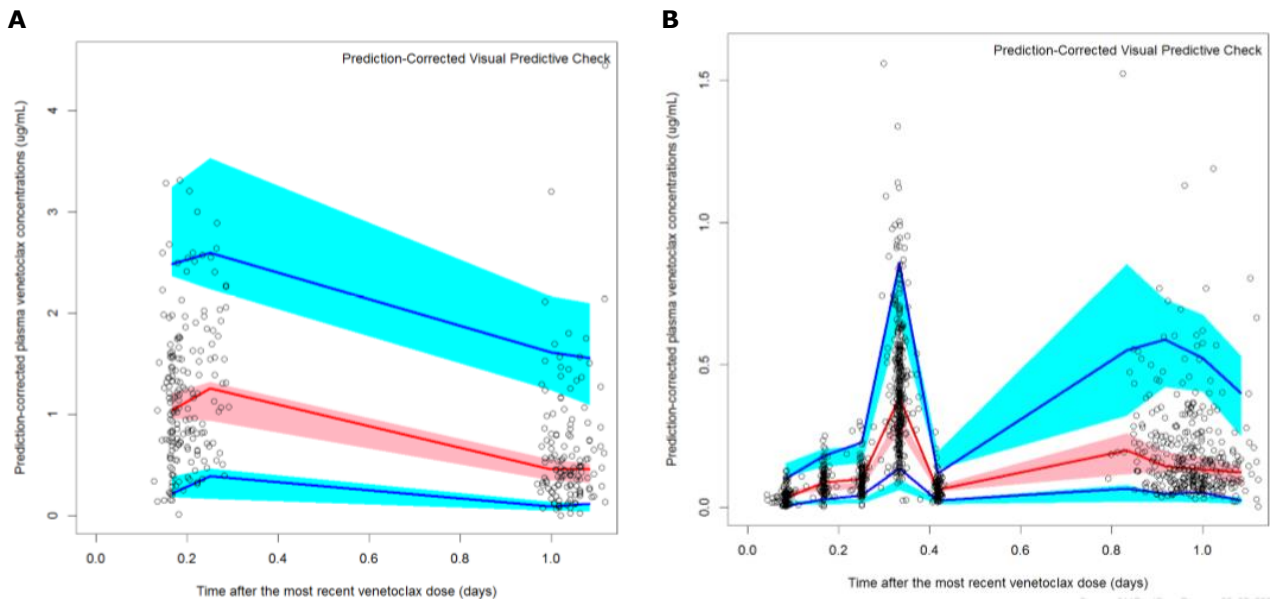 A
Prediction-Corrected Visual Predictive Check
Prediction-corrected plasma venetoclax concentrations (ug/mL)
4
3
2
1
0
0.0 0.2 0.4 0.6 0.8 1.0
Time after the most recent venetoclax dose (days)
B
Prediction-Corrected Visual Predictive Check
Prediction-corrected plasma venetoclax concentrations (ug/mL)
1.5
1.0
0.5
0.0
0.0 0.2 0.4 0.6 0.8 1.0
Time after the most recent venetoclax dose (days)